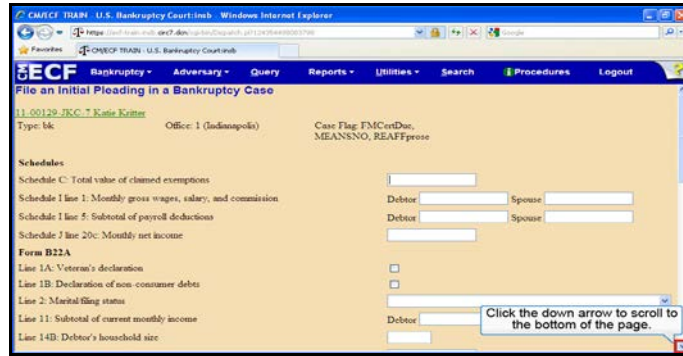 CM/ECF TRAIN - U.S. Bankruptcy Court:innb - Windows Internet Explorer
Google
Favorites CM/ECF TRAIN - U.S. Bankruptcy Court:innb
ECF Bankruptcy Adversary Query Reports Utilities Search Procedures Logout
File an Initial Pleading in a Bankruptcy Case
11-00129-JKC-7 Katie Kritter
Type: bk Office: 1 (Indianapolis) Case Flag: FMCertDue,
MEANSNO, REAFFprose
Schedules
Schedule C: Total value of claimed exemptions
Schedule I line 1: Monthly gross wages, salary, and commission Debtor Spouse
Schedule I line 5: Subtotal of payroll deductions Debtor Spouse
Schedule J line 20c: Monthly net income
Form B22A
Line 1A: Veteran's declaration
Line 1B: Declaration of non-consumer debts
Line 2: Marital/filing status
Line 11: Subtotal of current monthly income Debtor
Line 14B: Debtor's household size
Click the down arrow to scroll to
the bottom of the page.